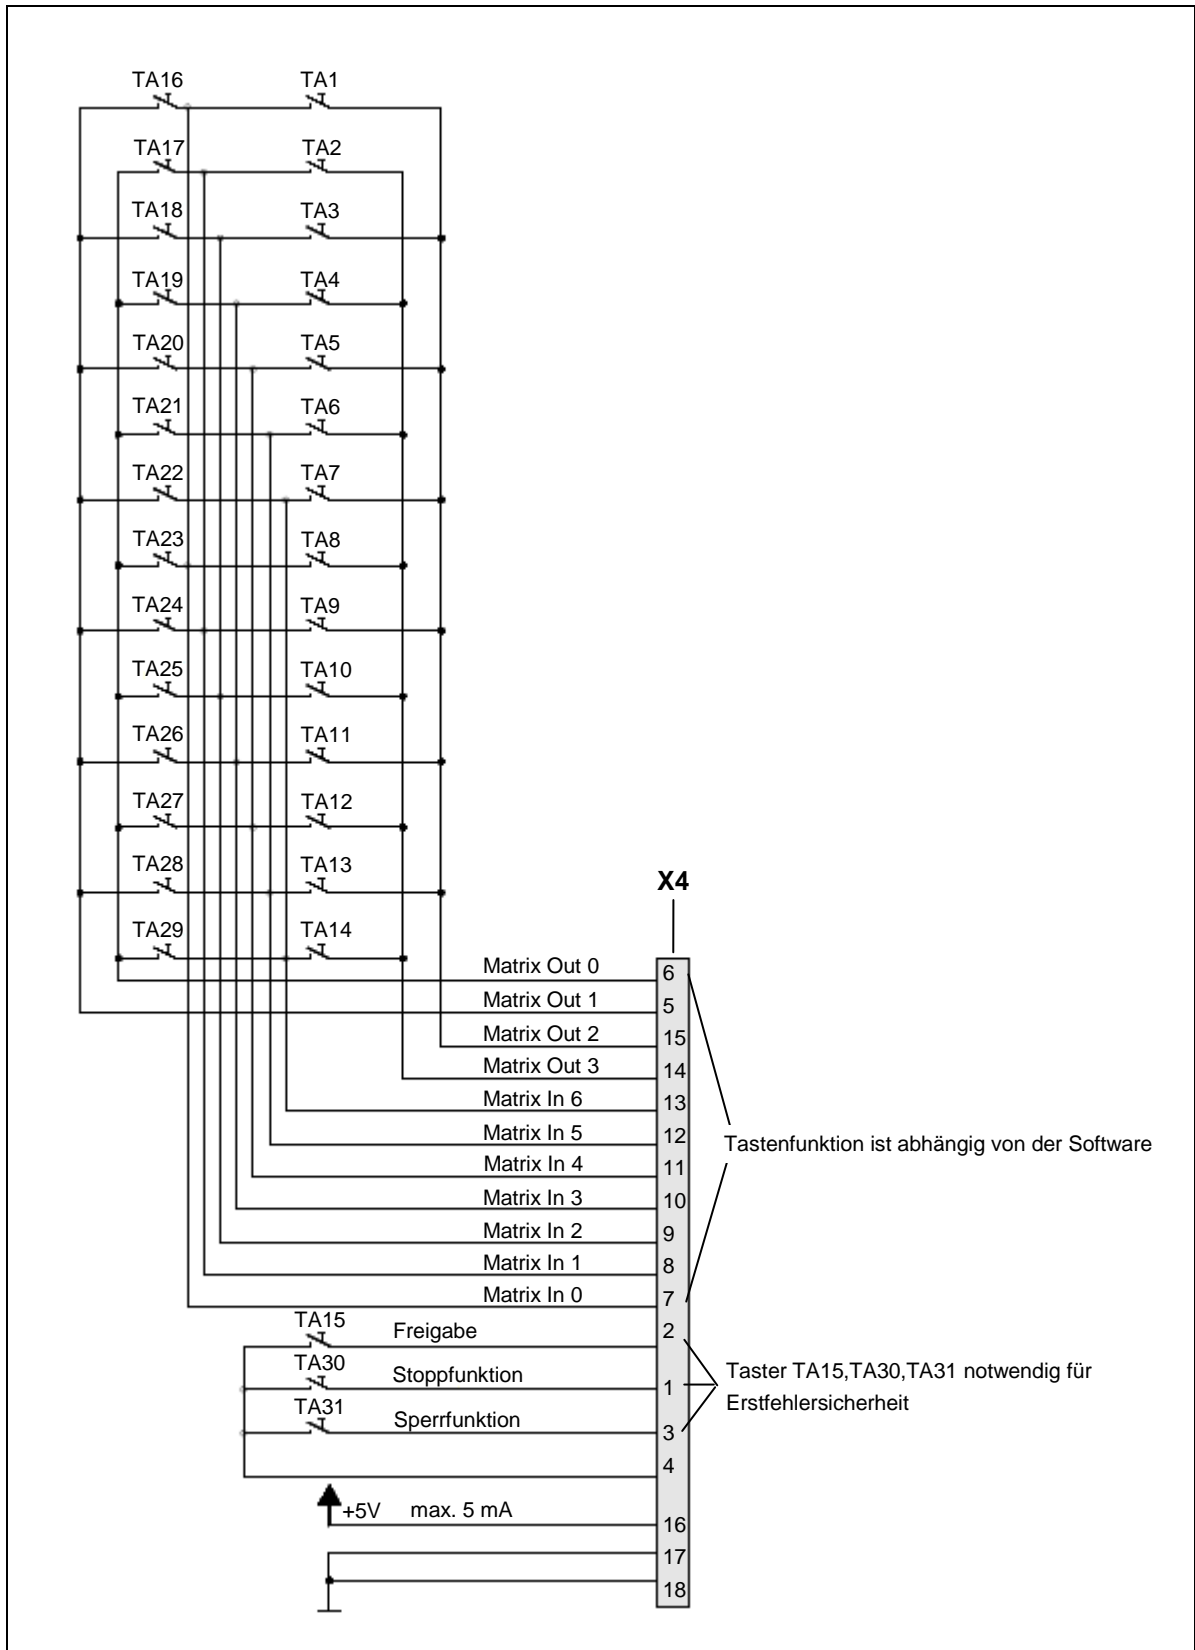 TA16 TA1
TA17 TA2
TA18 TA3
TA19 TA4
TA20 TA5
TA21 TA6
TA22 TA7
TA23 TA8
TA24 TA9
TA25 TA10
TA26 TA11
TA27 TA12
TA28 TA13
X4
TA29 TA14
Matrix Out 0 6
Matrix Out 1 5
Matrix Out 2 15
Matrix Out 3 14
Matrix In 6 13
Matrix In 5 12
Tastenfunktion ist abhängig von der Software
Matrix In 4 11
Matrix In 3 10
Matrix In 2 9
Matrix In 1 8
Matrix In 0 7
TA15 Freigabe 2
TA30 Stoppfunktion 1
Taster TA15,TA30,TA31 notwendig für
Erstfehlersicherheit
TA31 Sperrfunktion 3
4
+5V max. 5 mA 16
17
18